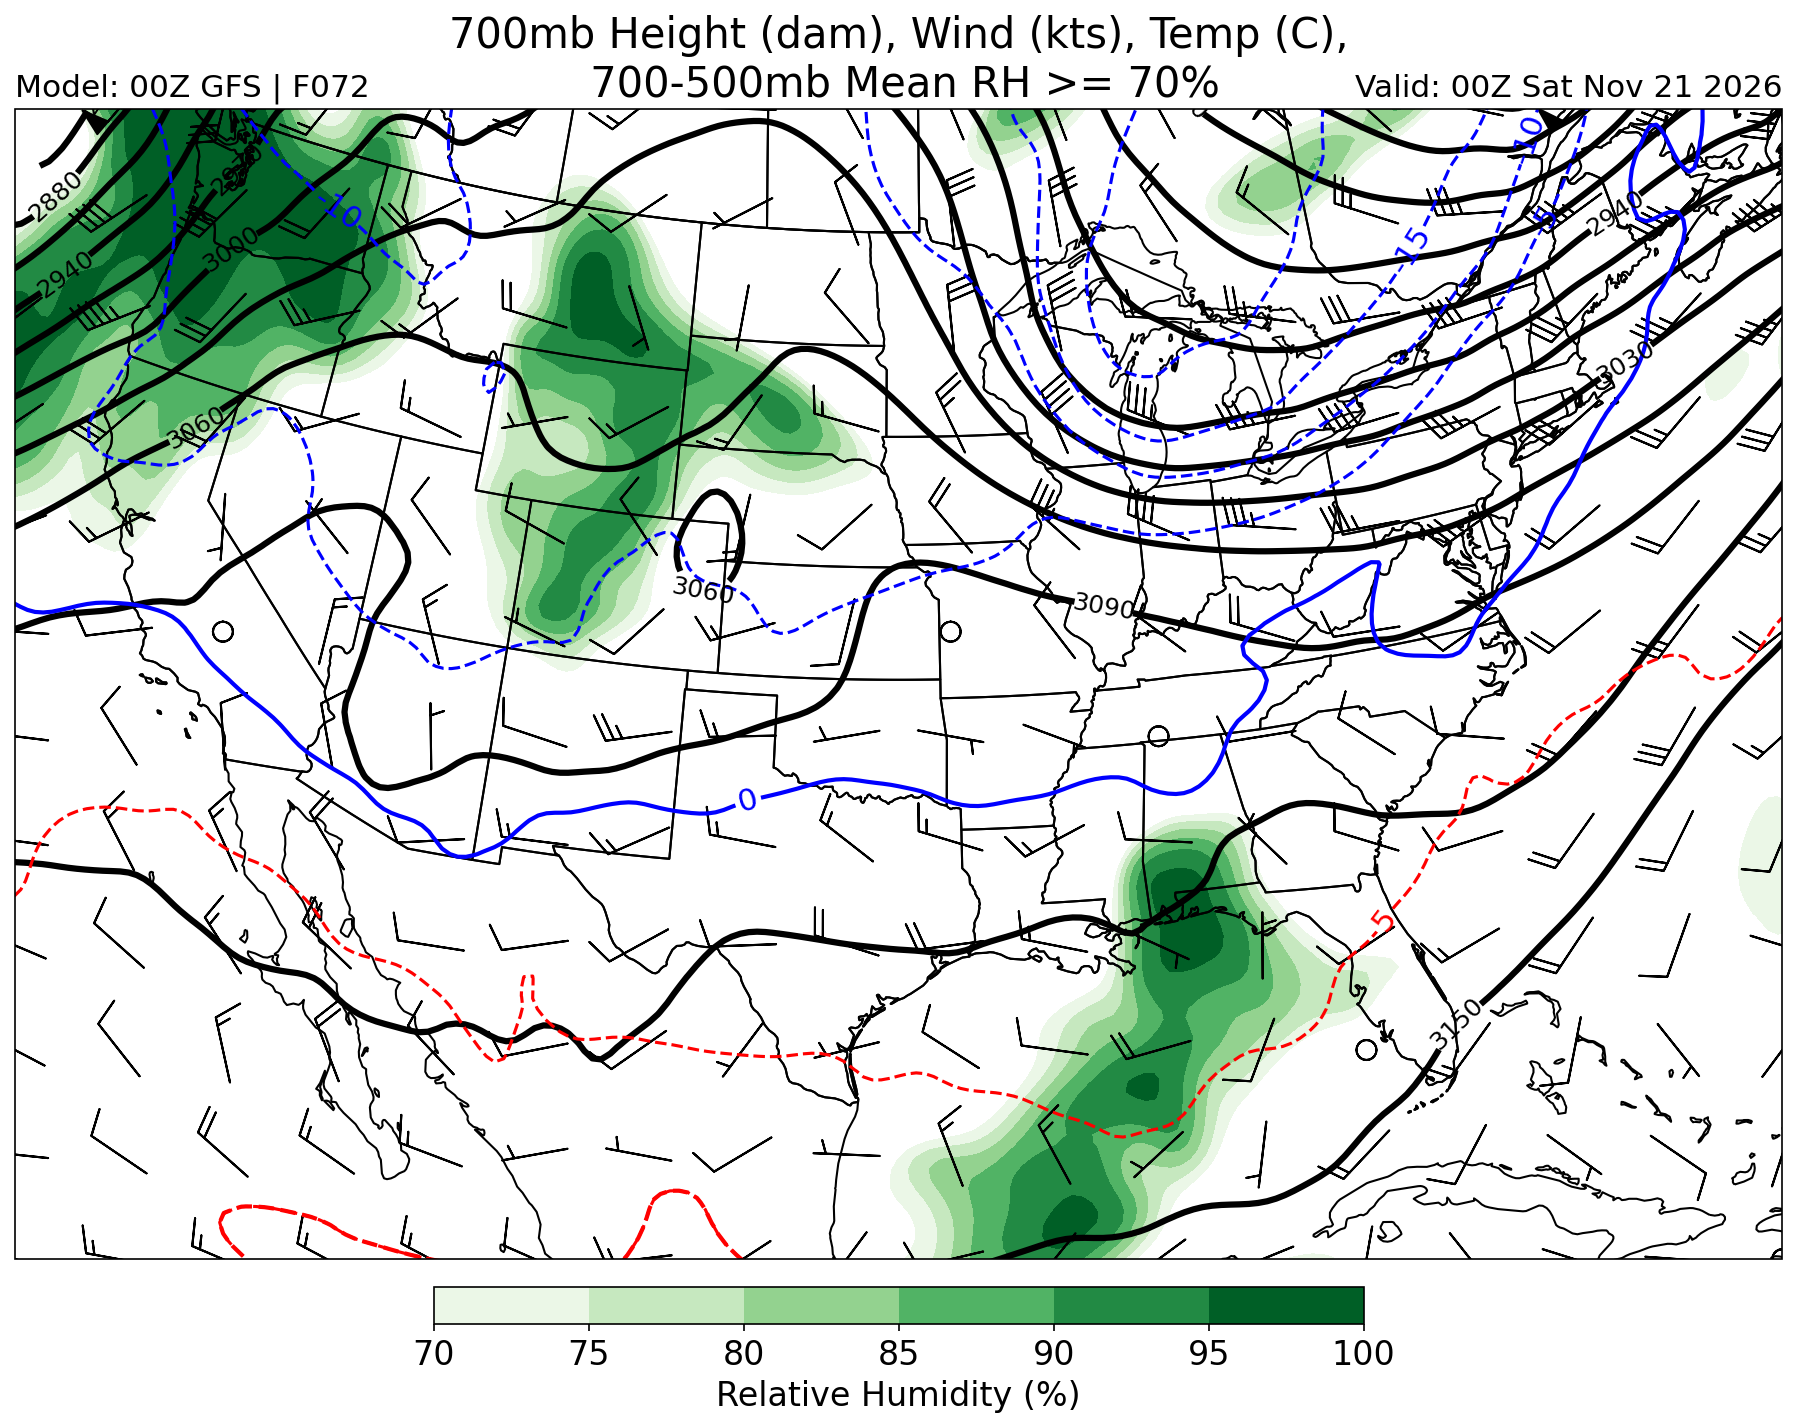 700mb Height (dam), Wind (kts), Temp (C),
Model: 00Z GFS | F072
700-500mb Mean RH >= 70%
Valid: 00Z Sat Nov 21 2026
2880
2940
3000
-10
3060
10
15
5
2940
3030
3060
3090
0
5
3150
70 75 80 85 90 95 100
Relative Humidity (%)